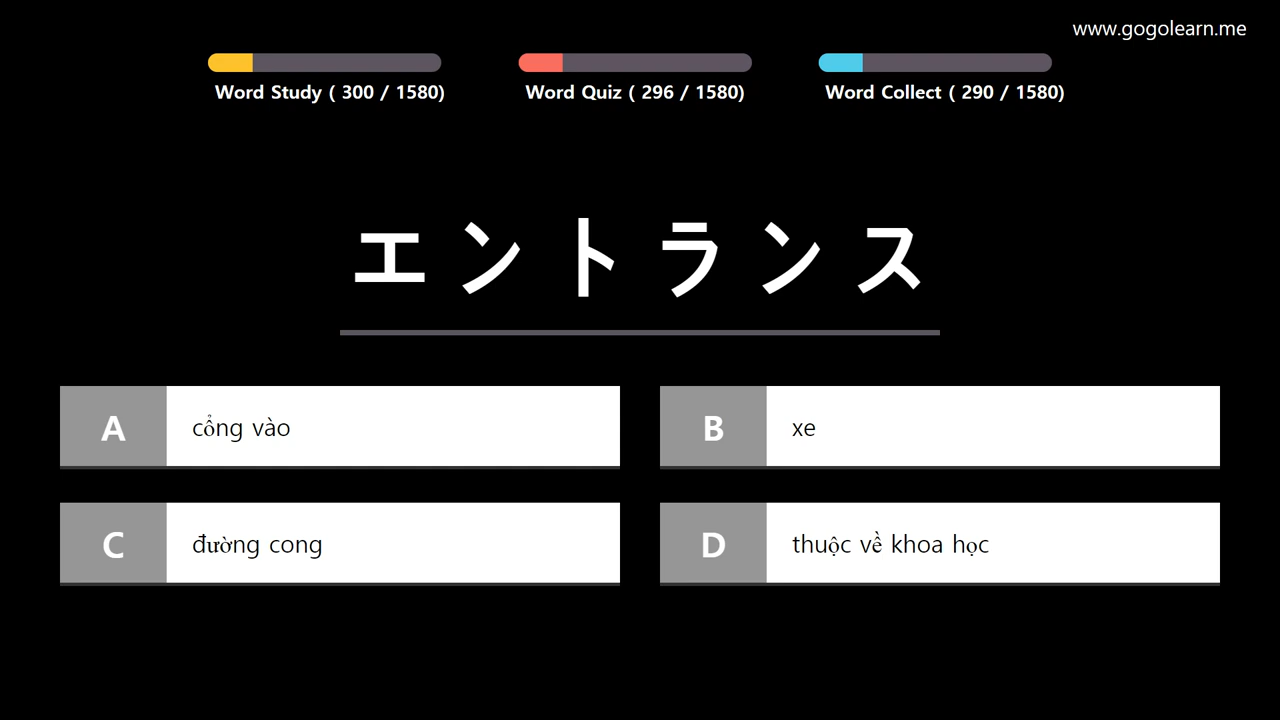 www.gogolearn.me
Word Study ( 300 / 1580)
Word Quiz ( 296 / 1580)
Word Collect ( 290 / 1580)
エントランス
A cổng vào
B xe
C đường cong
D thuộc về khoa học